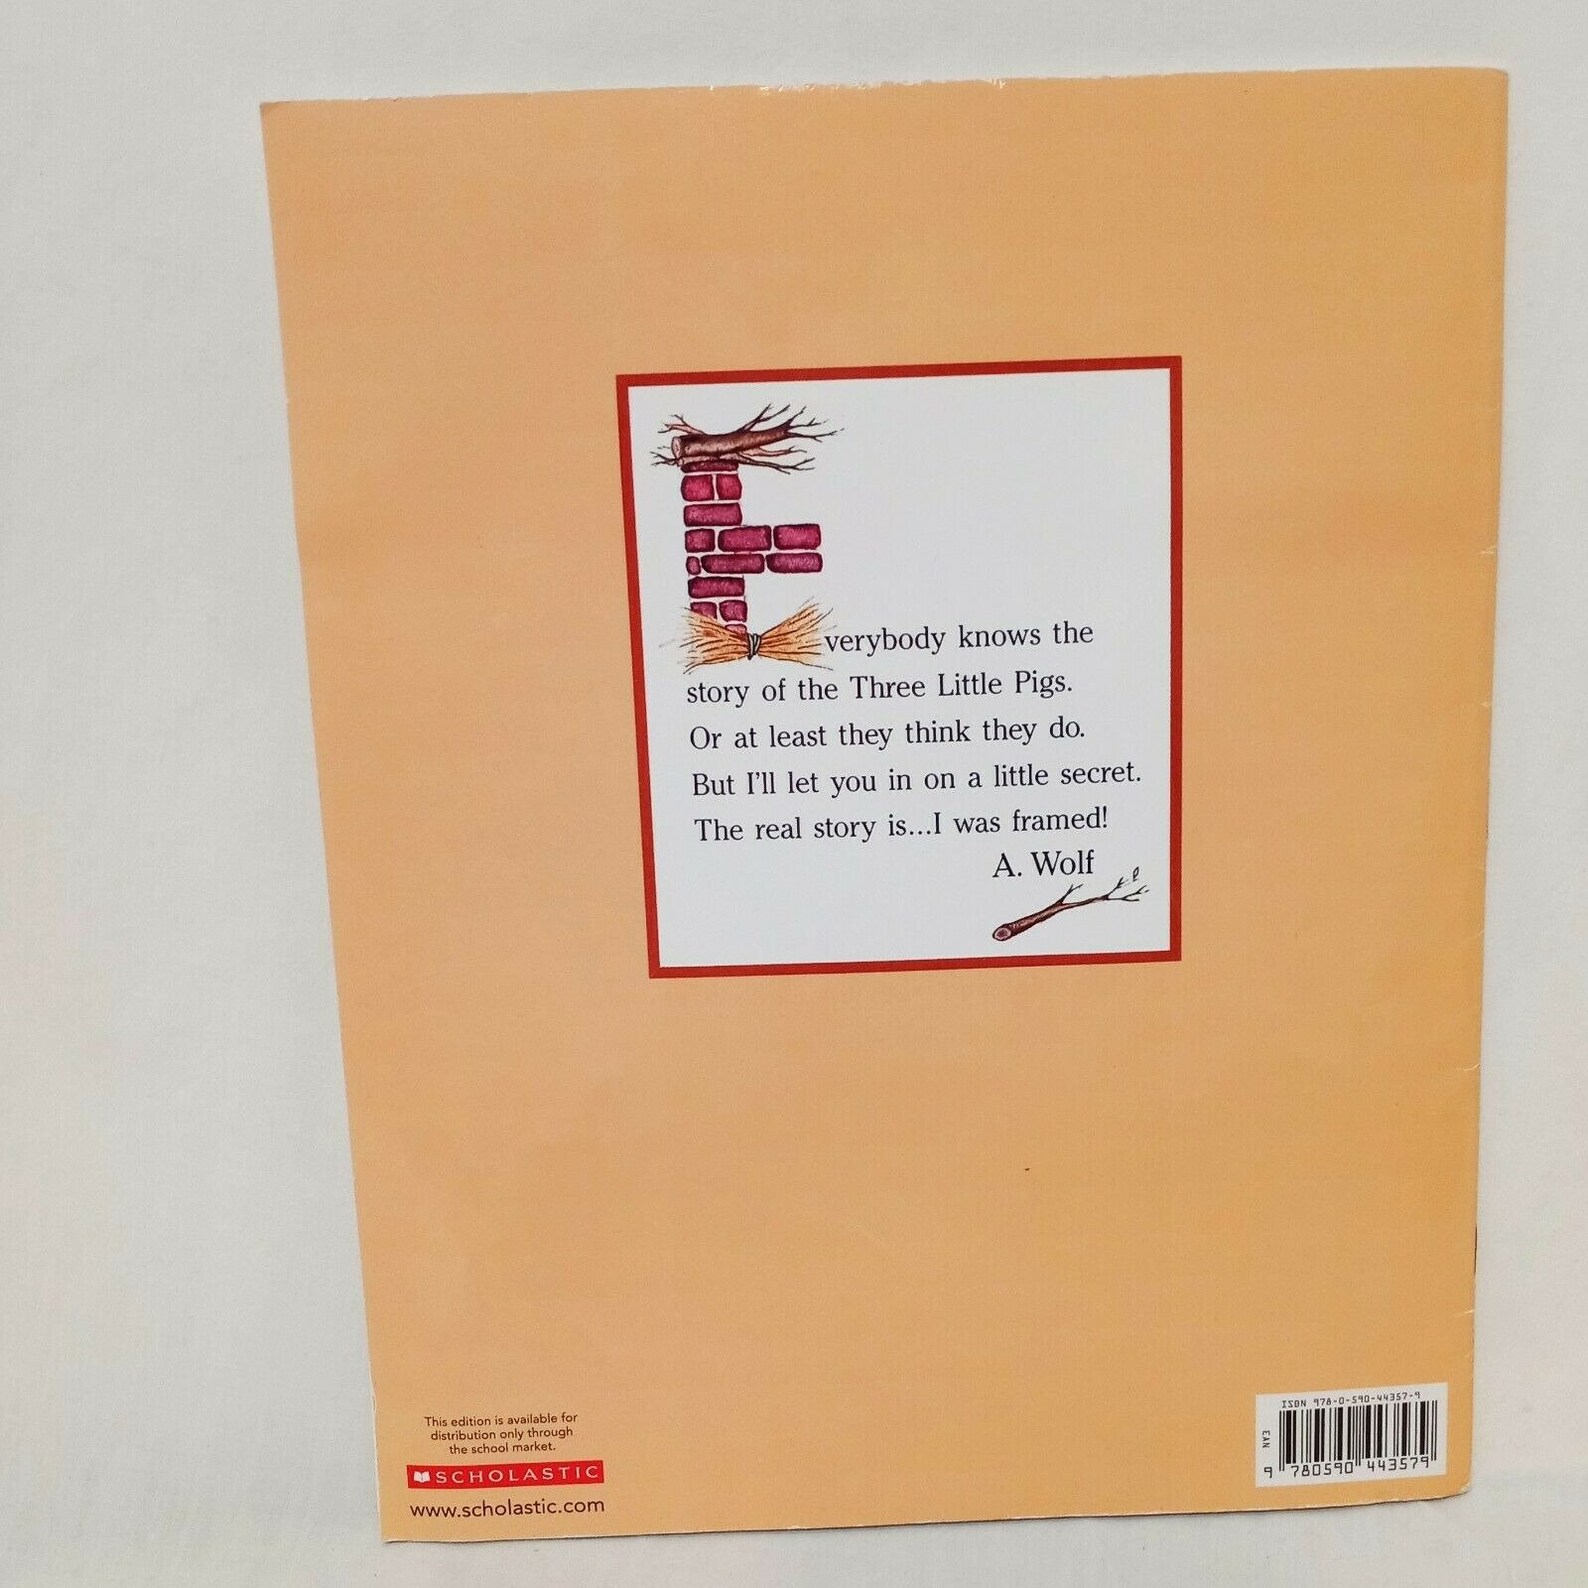 Everybody knows the
story of the Three Little Pigs.
Or at least they think they do.
But I'll let you in on a little secret.
The real story is...I was framed!
A. Wolf
This edition is available for
distribution only through
the school market.
SCHOLASTIC
www.scholastic.com
ISBN 978-0-590-44357-9
EAN
9 780590 443579